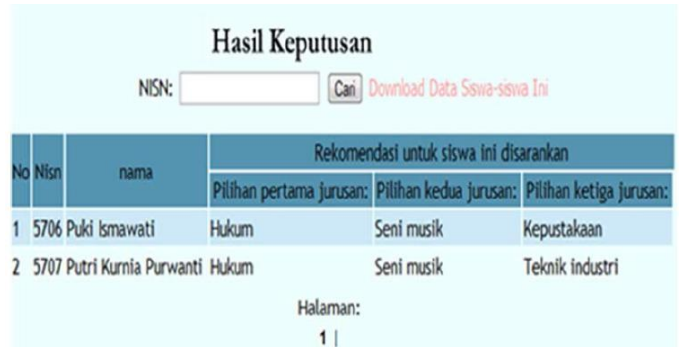 Hasil Keputusan
NISN: Cari Download Data Siswa-siswa Ini
No Nisn nama Rekomendasi untuk siswa ini disarankan
Pilihan pertama jurusan: Pilihan kedua jurusan: Pilihan ketiga jurusan:
1 5706 Puki Ismawati Hukum Seni musik Kepustakaan
2 5707 Putri Kurnia Purwanti Hukum Seni musik Teknik industri
Halaman:
1 |